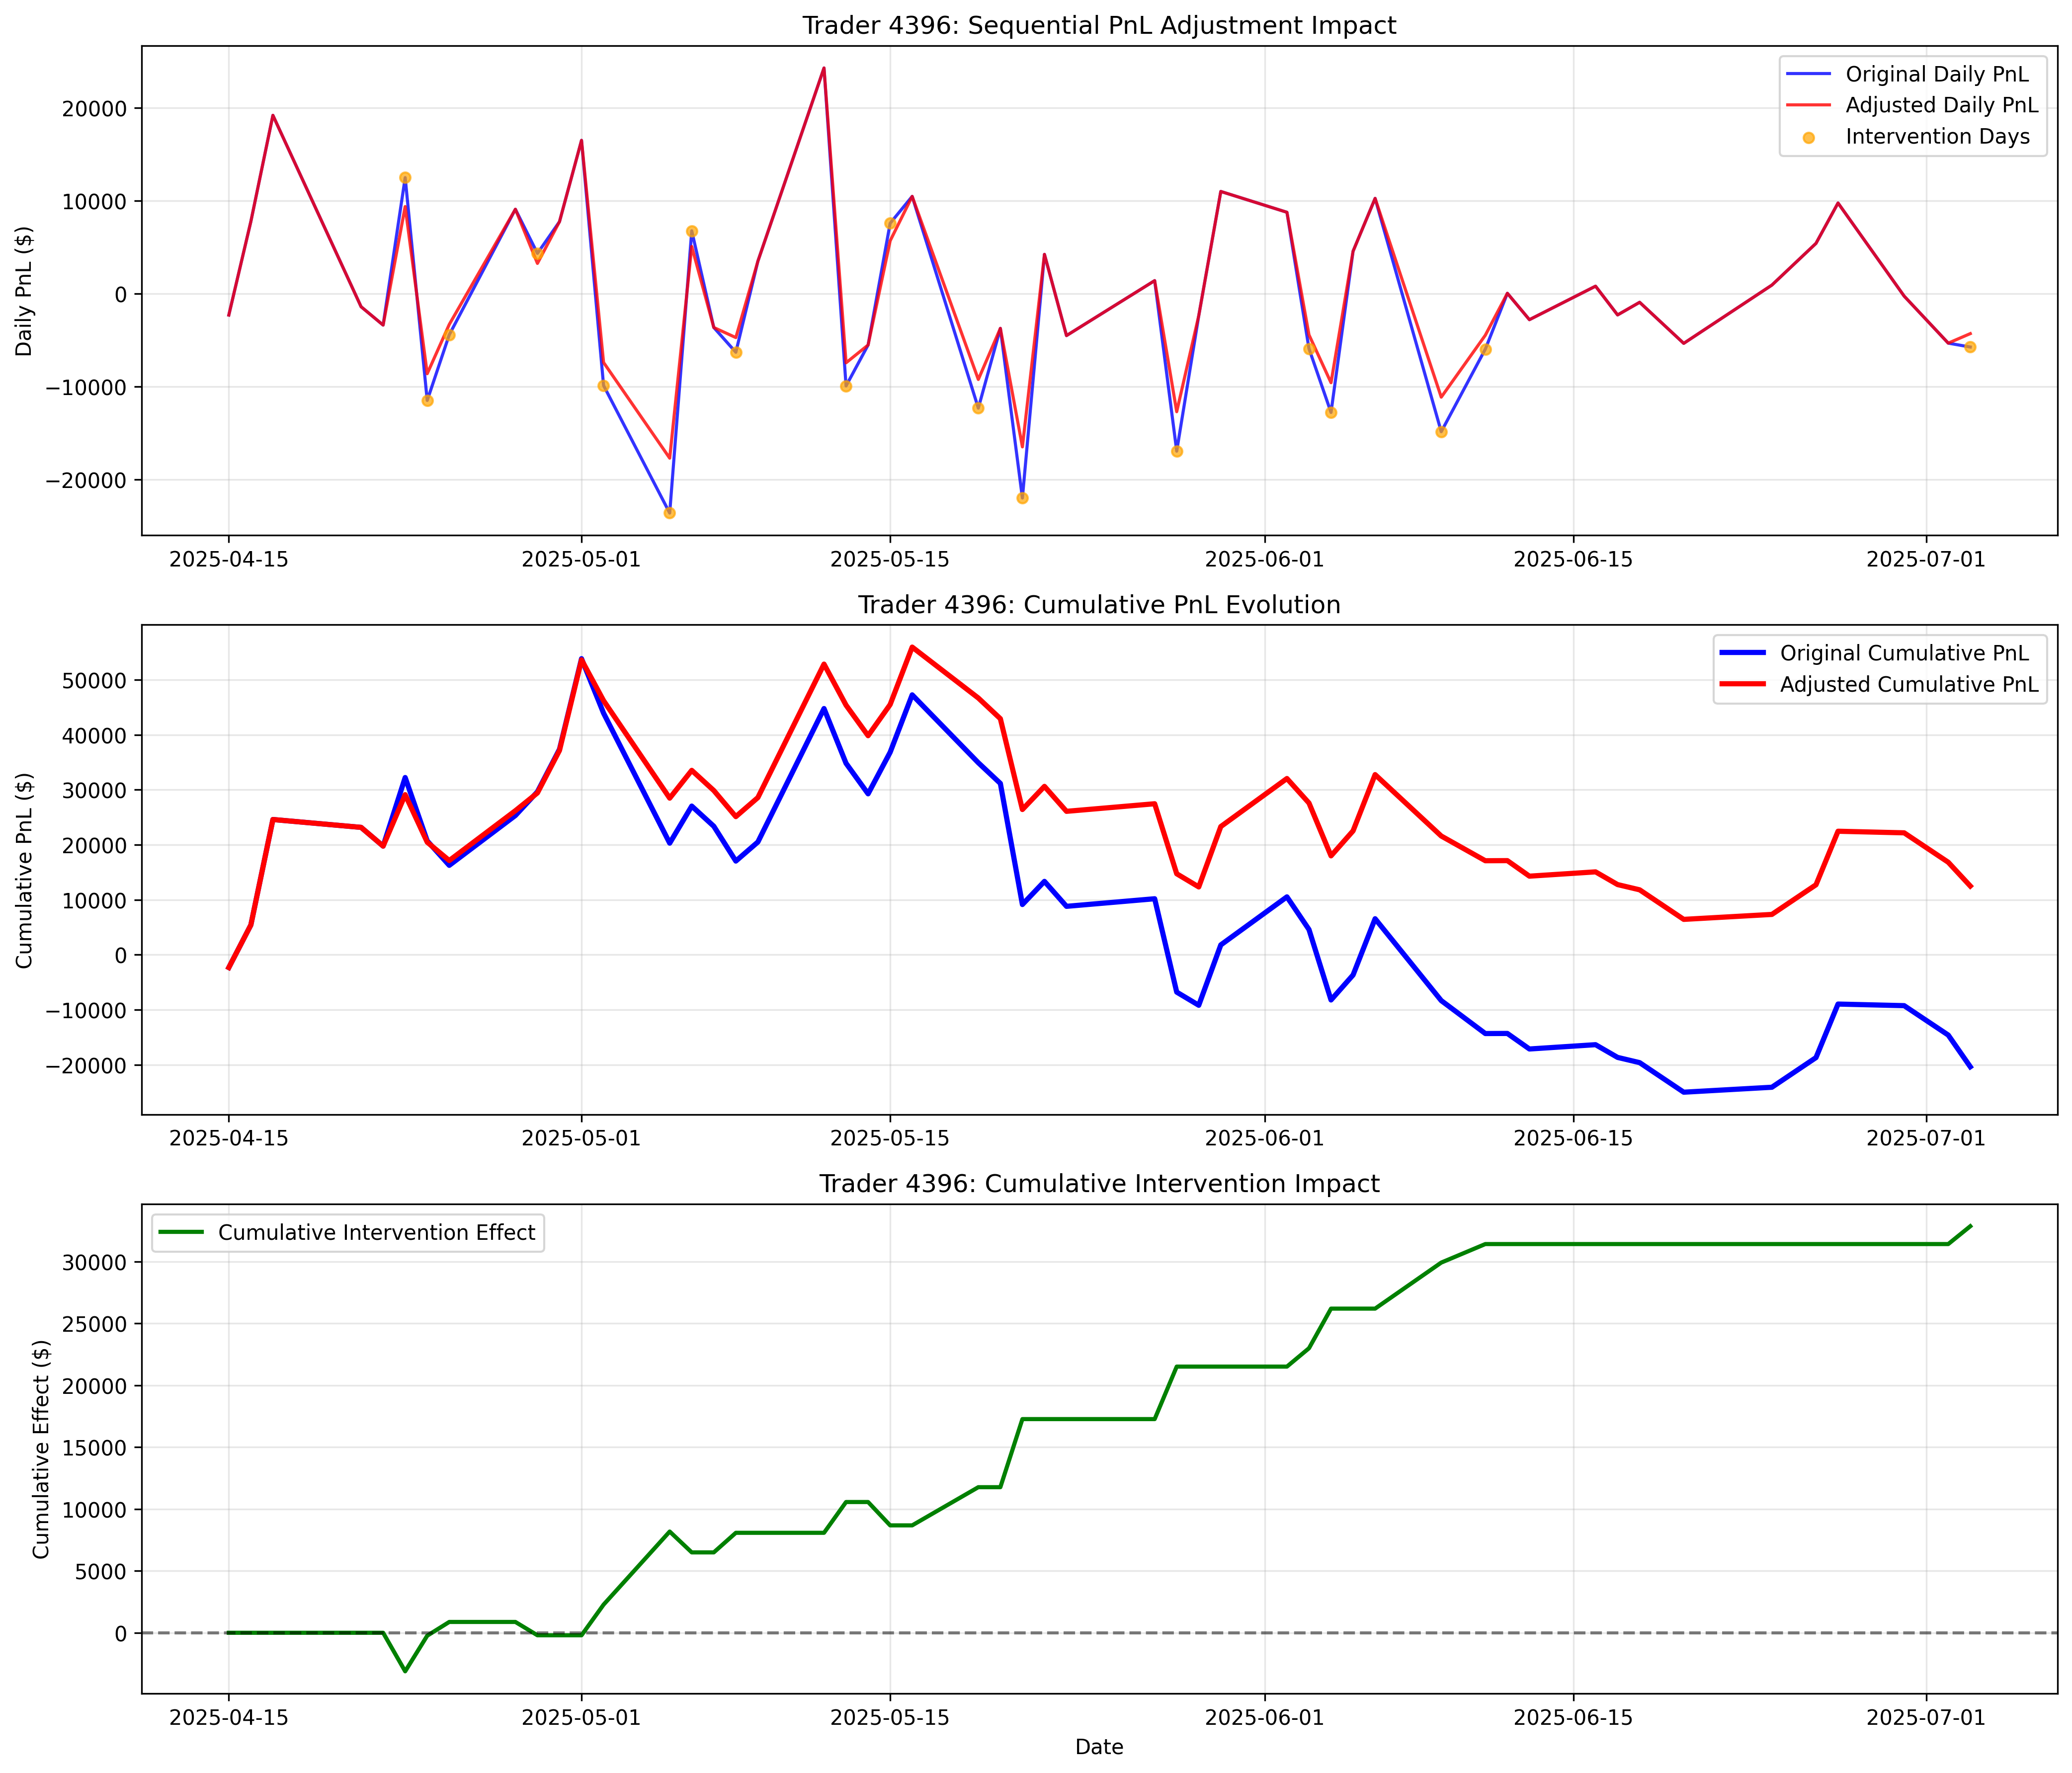 Trader 4396: Sequential PnL Adjustment Impact
Daily PnL ($)
20000
10000
0
−10000
−20000
Original Daily PnL
Adjusted Daily PnL
Intervention Days
2025-04-15 2025-05-01 2025-05-15 2025-06-01 2025-06-15 2025-07-01
Trader 4396: Cumulative PnL Evolution
Cumulative PnL ($)
50000
40000
30000
20000
10000
0
−10000
−20000
Original Cumulative PnL
Adjusted Cumulative PnL
2025-04-15 2025-05-01 2025-05-15 2025-06-01 2025-06-15 2025-07-01
Trader 4396: Cumulative Intervention Impact
Cumulative Effect ($)
30000
25000
20000
15000
10000
5000
0
Cumulative Intervention Effect
2025-04-15 2025-05-01 2025-05-15 2025-06-01 2025-06-15 2025-07-01
Date